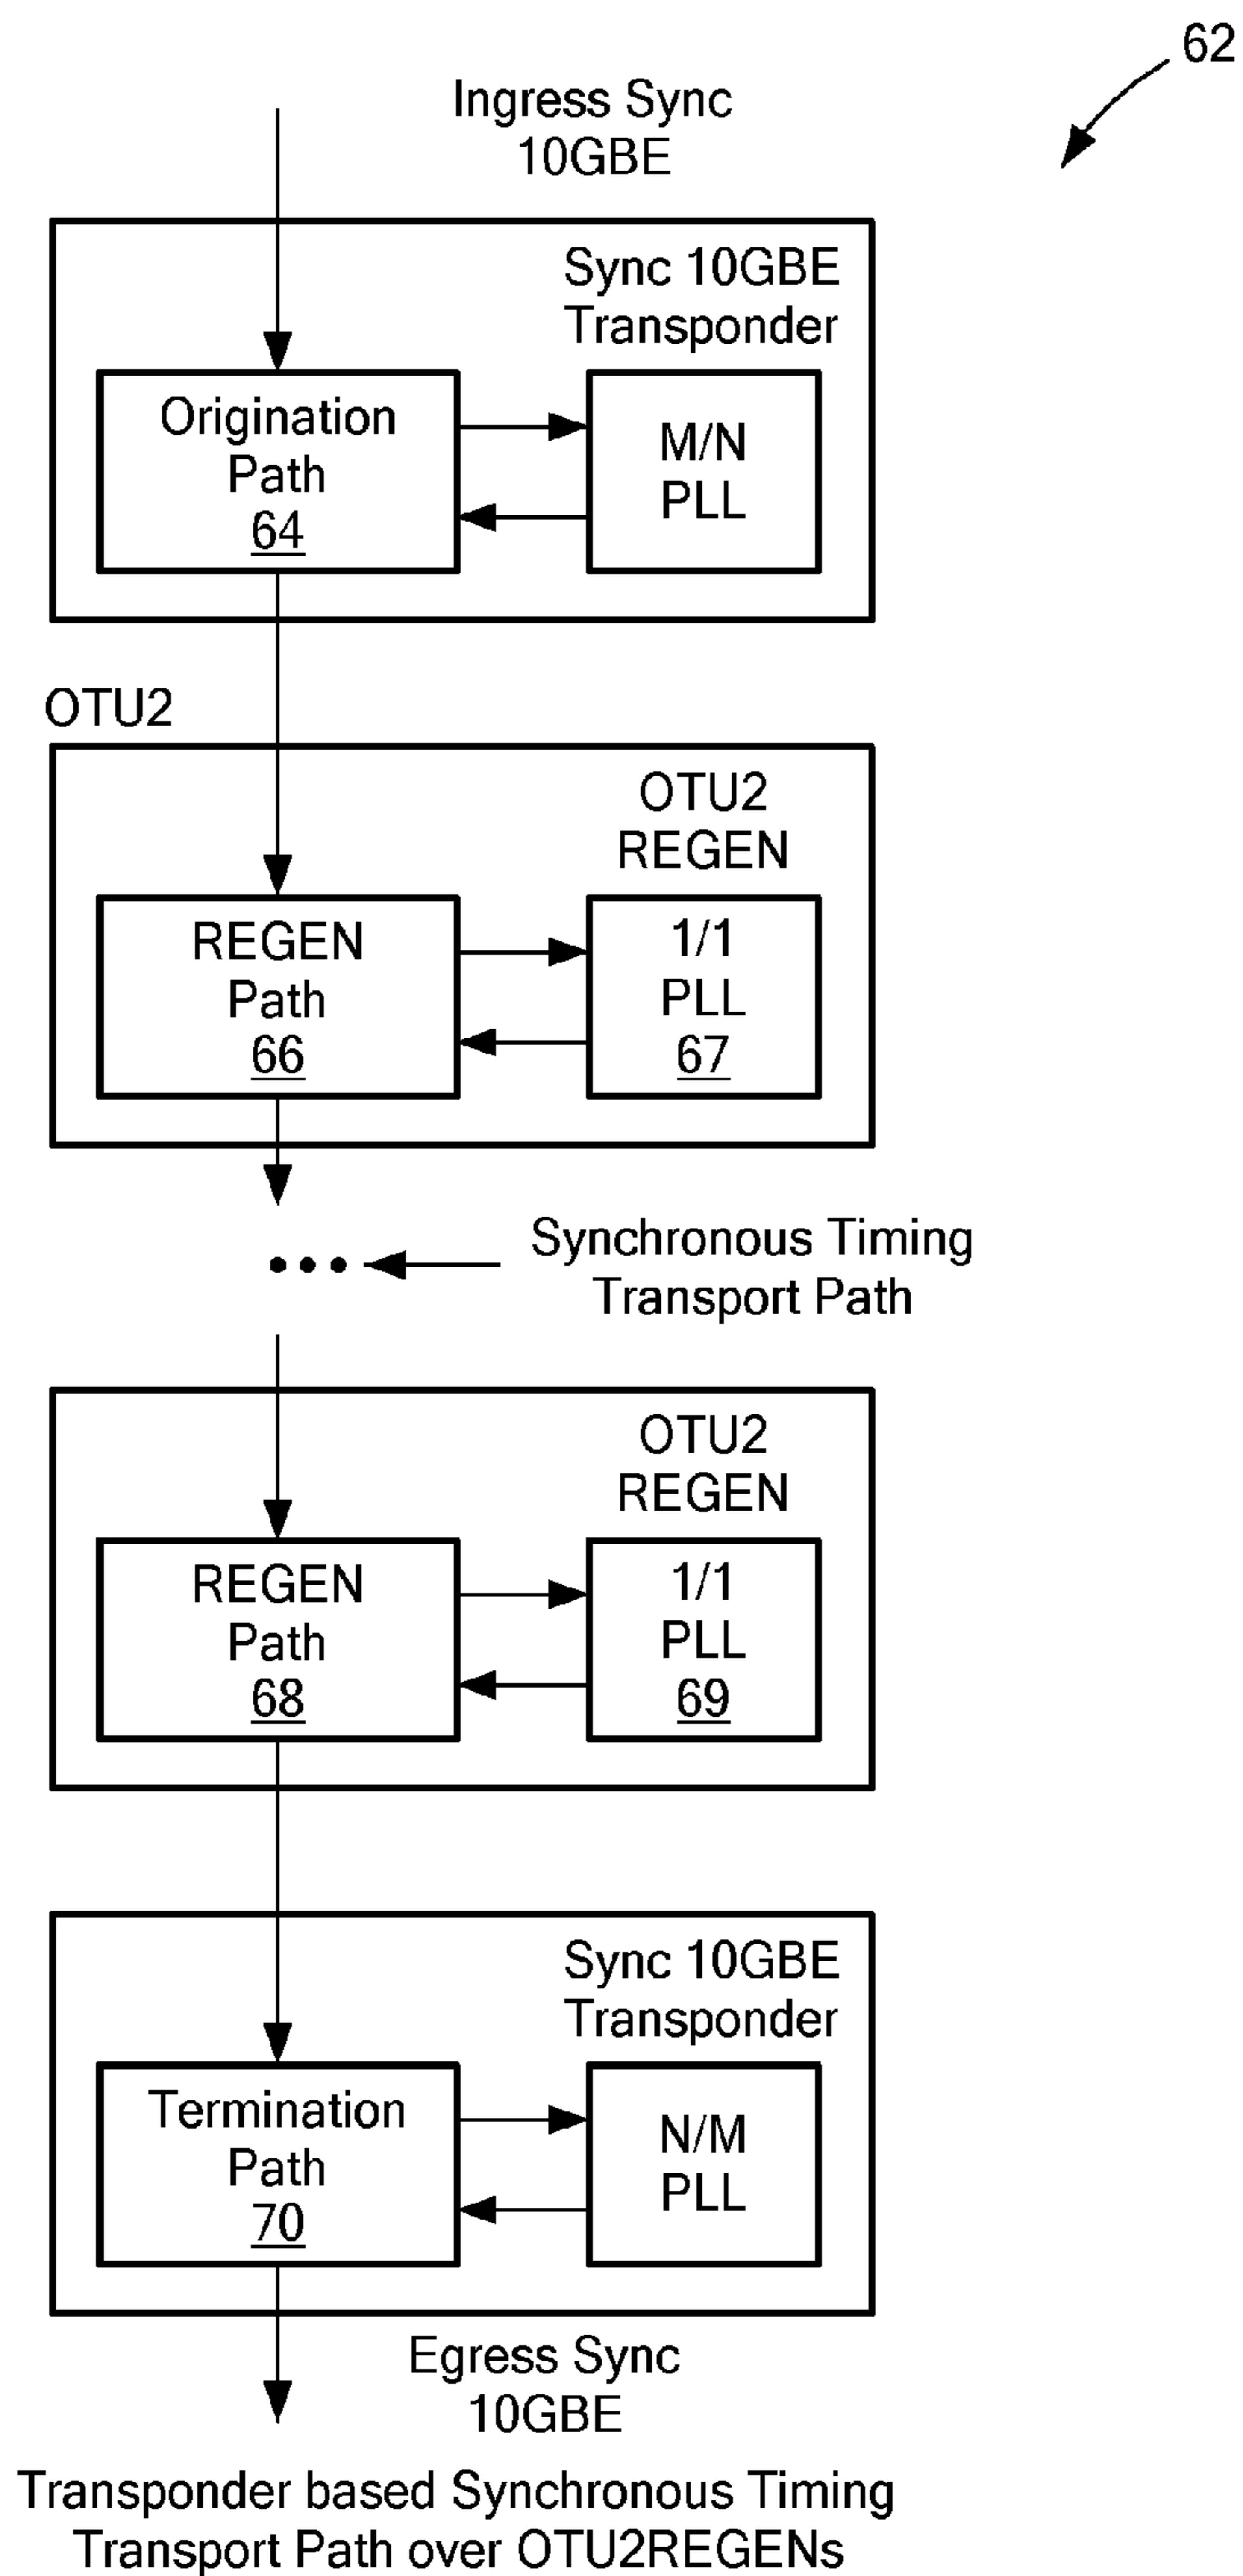 62
Ingress Sync
10GBE
Sync 10GBE
Transponder
Origination
Path
64
M/N
PLL
OTU2
OTU2
REGEN
REGEN
Path
66
1/1
PLL
67
Synchronous Timing
Transport Path
OTU2
REGEN
REGEN
Path
68
1/1
PLL
69
Sync 10GBE
Transponder
Termination
Path
70
N/M
PLL
Egress Sync
10GBE
Transponder based Synchronous Timing
Transport Path over OTU2REGENs